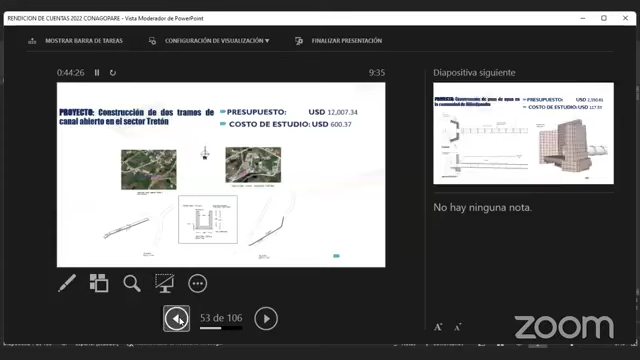 RENDICION DE CUENTAS 2022 CONAGOPARE - Vista Moderador de PowerPoint
MOSTRAR BARRA DE TAREAS
CONFIGURACIÓN DE VISUALIZACIÓN ▼
FINALIZAR PRESENTACIÓN
0:44:26
9:35
PROYECTO: Construcción de dos tramos de
canal abierto en el sector Tretón
PRESUPUESTO: USD 12,007.34
COSTO DE ESTUDIO: USD 600.37
Diapositiva siguiente
PRESUPUESTO:
COSTO DE ESTUDIO:
No hay ninguna nota.
53 de 106
A A
zoom